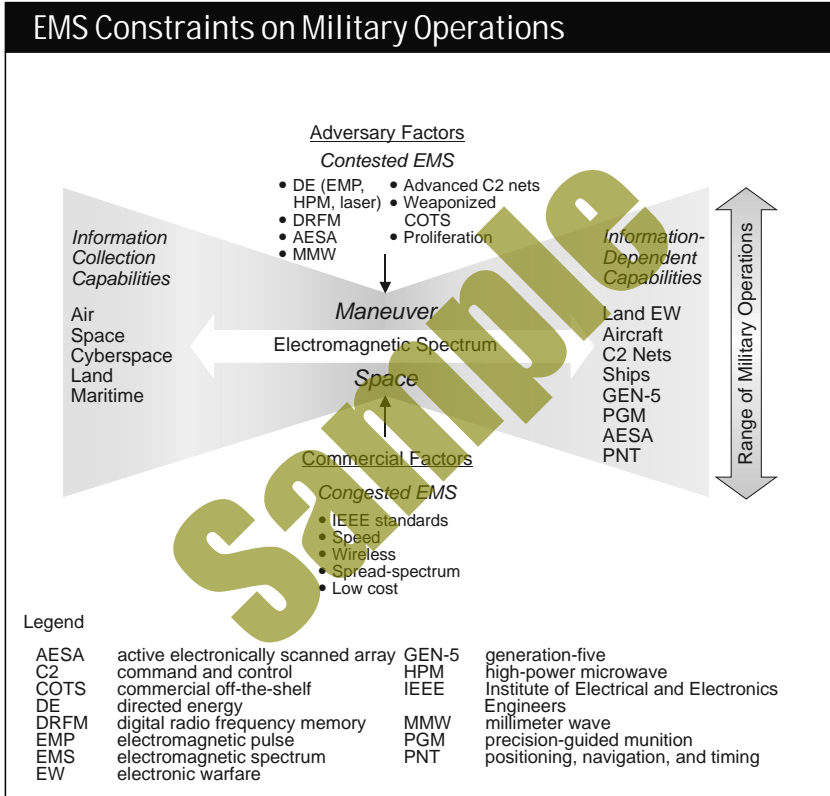 EMS Constraints on Military Operations
Adversary Factors
Contested EMS
• DE (EMP, HPM, laser)
• DRFM
• AESA
• MMW
• Advanced C2 nets
• Weaponized COTS
• Proliferation
Information
Collection
Capabilities
Air
Space
Cyberspace
Land
Maritime
Maneuver
Electromagnetic Spectrum
Space
Information-
Dependent
Capabilities
Land EW
Aircraft
C2 Nets
Ships
GEN-5
PGM
AESA
PNT
Range of Military Operations
Commercial Factors
Congested EMS
• IEEE standards
• Speed
• Wireless
• Spread-spectrum
• Low cost
Sample
Legend
AESA active electronically scanned array
C2 command and control
COTS commercial off-the-shelf
DE directed energy
DRFM digital radio frequency memory
EMP electromagnetic pulse
EMS electromagnetic spectrum
EW electronic warfare
GEN-5 generation-five
HPM high-power microwave
IEEE Institute of Electrical and Electronics
Engineers
MMW millimeter wave
PGM precision-guided munition
PNT positioning, navigation, and timing